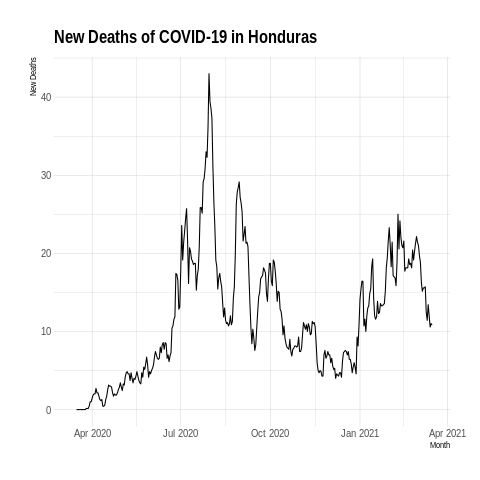 New Deaths of COVID-19 in Honduras
New Deaths
40
30
20
10
0
Apr 2020 Jul 2020 Oct 2020 Jan 2021 Apr 2021
Month